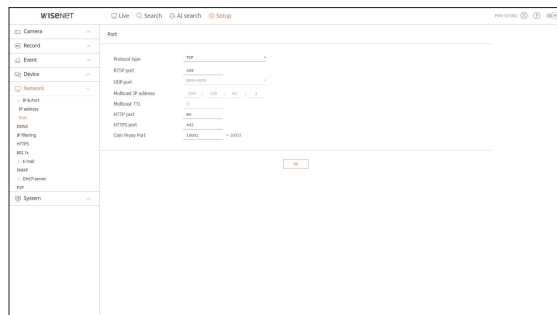 WISENET
Live Search AI search Setup
Camera
Port
Record
Event
Device
Network
IP & Port
IP address
Port
DDNS
IP filtering
HTTPS
802.1x
E-mail
SNMP
DHCP server
P2P
System
Protocol type TCP
RTSP port 558
UDP port
Multicast IP address
Multicast TTL 5
HTTP port 80
HTTPS port 443
Cam Proxy Port 10001 ~ 10032
OK